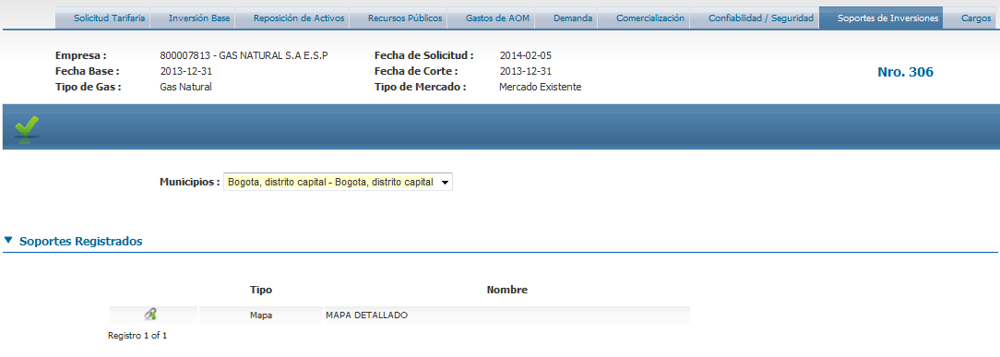 Solicitud Tarifaria Inversión Base Reposición de Activos Recursos Públicos Gastos de AOM Demanda Comercialización Confiabilidad / Seguridad Soportes de Inversiones Cargos
Empresa : 800007813 - GAS NATURAL S.A E.S.P Fecha de Solicitud : 2014-02-05
Fecha Base : 2013-12-31 Fecha de Corte : 2013-12-31 Nro. 306
Tipo de Gas : Gas Natural Tipo de Mercado : Mercado Existente
Municipios : Bogota, distrito capital - Bogota, distrito capital
Soportes Registrados
Tipo Nombre
Mapa MAPA DETALLADO
Registro 1 of 1